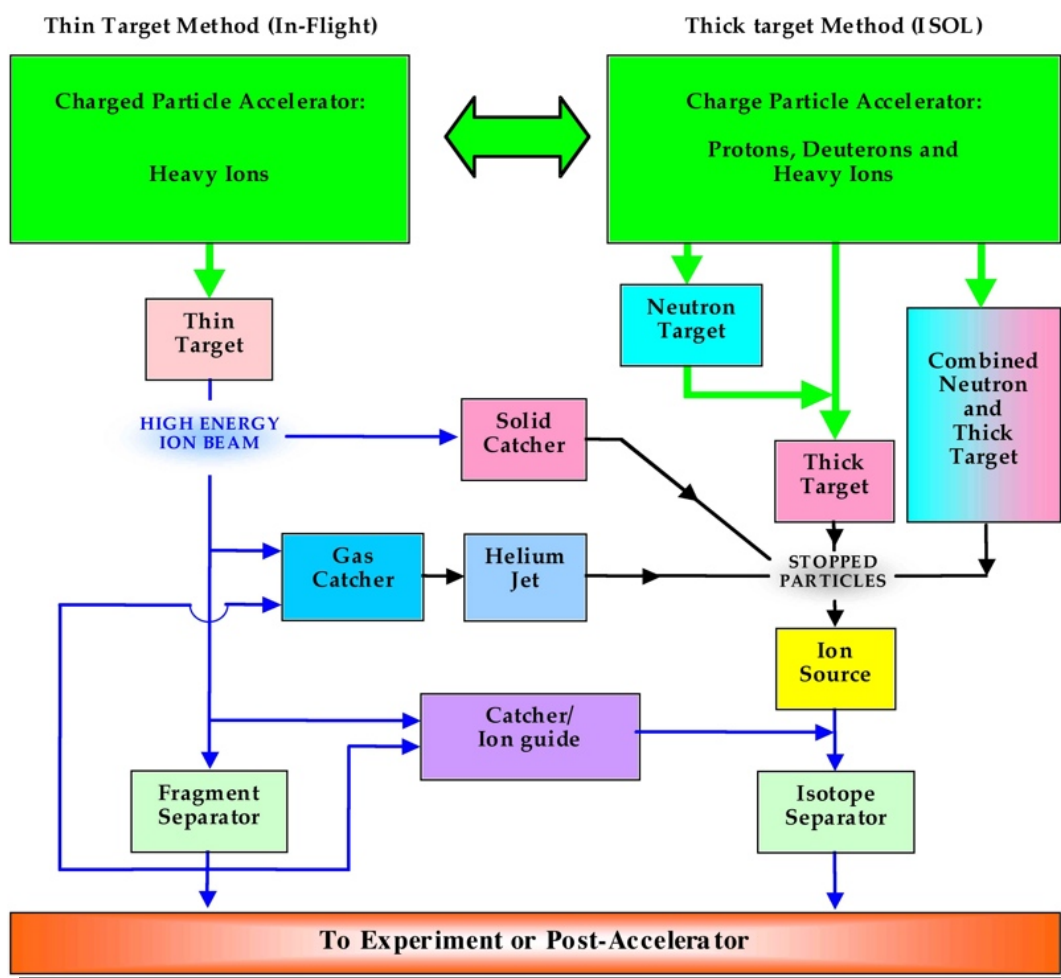 Thin Target Method (In-Flight)
Thick target Method (ISOL)
Charged Particle Accelerator:
Heavy Ions
Charge Particle Accelerator:
Protons, Deuterons and
Heavy Ions
Thin
Target
Neutron
Target
Combined
Neutron
and
Thick
Target
HIGH ENERGY
ION BEAM
Solid
Catcher
Thick
Target
Gas
Catcher
Helium
Jet
STOPPED
PARTICLES
Ion
Source
Catcher/
Ion guide
Fragment
Separator
Isotope
Separator
To Experiment or Post-Accelerator